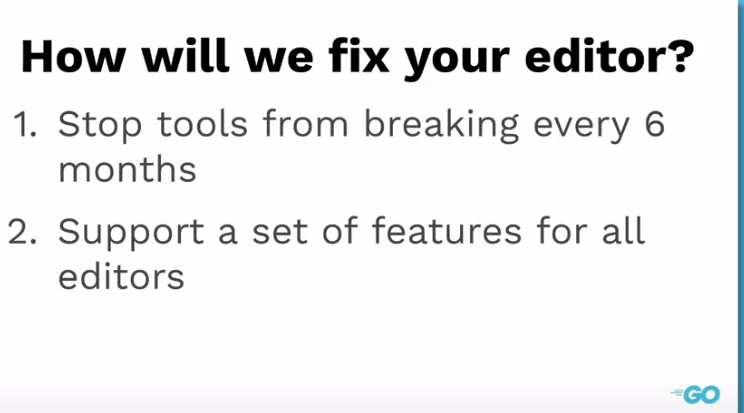 How will we fix your editor?
1. Stop tools from breaking every 6
months
2. Support a set of features for all
editors
GO